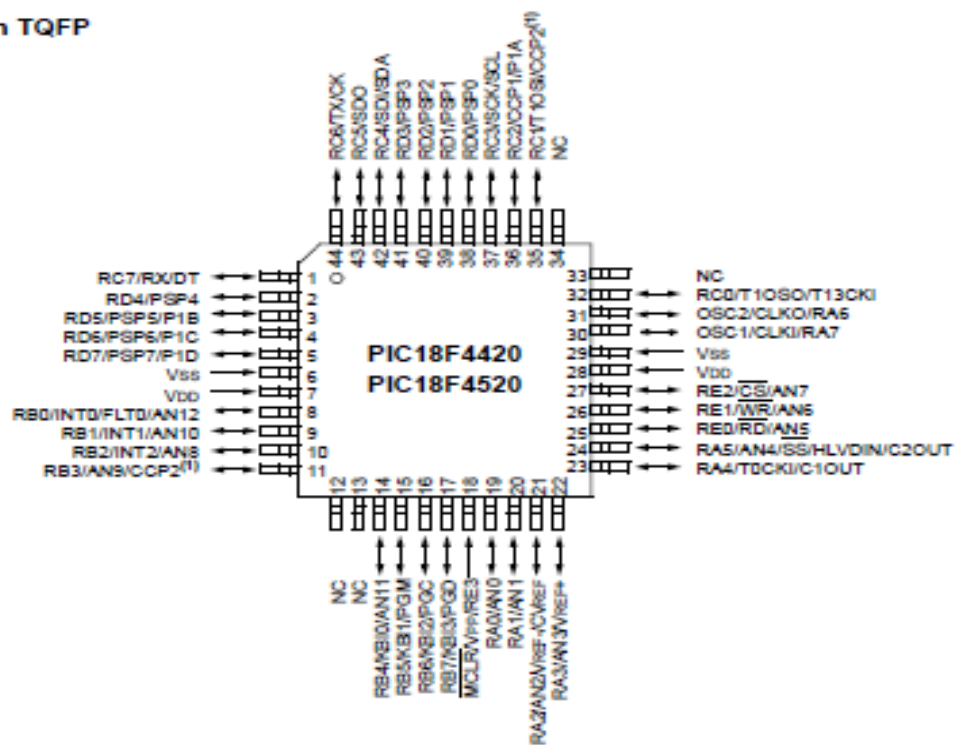 n TQFP
RC6/TX/CK
RC5/SDO
RC4/SDI/SDA
RD3/PSP3
RD2/PSP2
RD1/PSP1
RD0/PSP0
RC3/SCK/SCL
RC2/CCP1/P1A
RC1/T1OSI/CCP2(1)
NC
44
43
42
41
40
39
38
37
36
35
34
RC7/RX/DT
RD4/PSP4
RD5/PSP5/P1B
RD6/PSP6/P1C
RD7/PSP7/P1D
VSS
VDD
RB0/INT0/FLT0/AN12
RB1/INT1/AN10
RB2/INT2/AN8
RB3/AN9/CCP2(1)
1
2
3
4
5
6
7
8
9
10
11
PIC18F4420
PIC18F4520
33
32
31
30
29
28
27
26
25
24
23
NC
RC0/T1OSO/T13CKI
OSC2/CLKO/RA6
OSC1/CLKI/RA7
VSS
VDD
RE2/CS/AN7
RE1/WR/AN6
RE0/RD/AN5
RA5/AN4/SS/HLVDIN/C2OUT
RA4/T0CKI/C1OUT
12
13
14
15
16
17
18
19
20
21
22
NC
NC
RB4/KBI0/AN11
RB5/KBI1/PGM
RB6/KBI2/PGC
RB7/KBI3/PGD
MCLR/VPP/RE3
RA0/AN0
RA1/AN1
RA2/AN2/VREF-/CVREF
RA3/AN3/VREF+